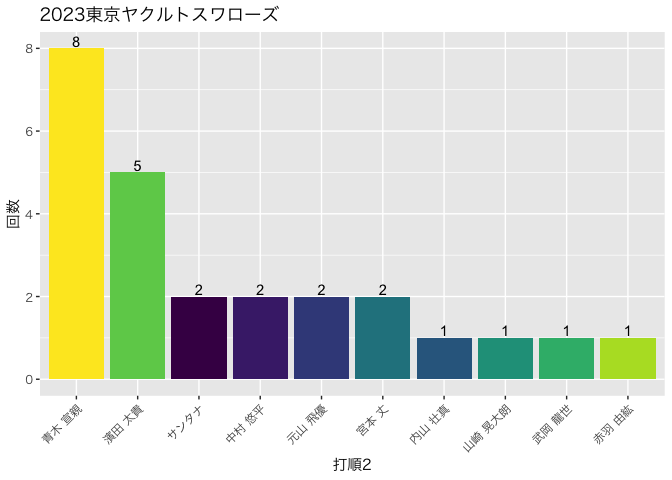 2023東京ヤクルトスワローズ
回数
8
6
4
2
0
8
5
2
2
2
2
1
1
1
1
青木 宣親
濱田 太貴
サンタナ
中村 悠平
元山 飛優
宮本 丈
内山 壮真
山崎 晃大朗
武岡 龍世
赤羽 由紘
打順2